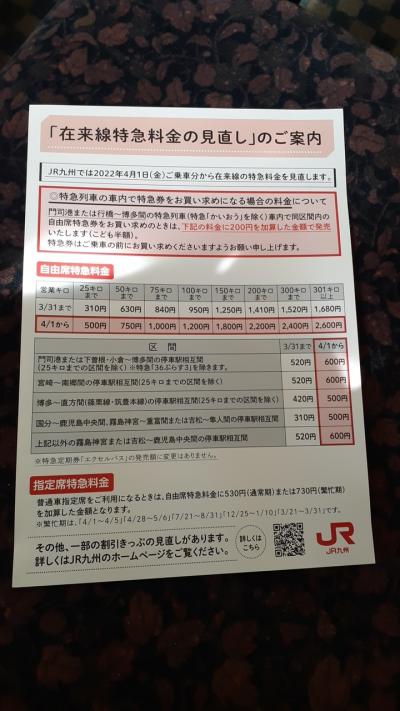 「在来線特急料金の見直し」のご案内
JR九州では2022年4月1日(金)ご乗車分から在来線の特急料金を見直します。
◎特急列車の車内で特急券をお買い求めになる場合の料金について
門司港または行橋～博多間の特急列車(特急「かいおう」を除く)車内で同区間内の
自由席特急券をお買い求めのときは、下記の料金に200円を加算した金額で発売
いたします(こども半額)。
特急券はご乗車の前にお買い求めくださいますようお願い申し上げます。
自由席特急料金
営業キロ 25キロまで 50キロまで 75キロまで 100キロまで 150キロまで 200キロまで 300キロまで 301キロ以上
3/31まで 310円 630円 840円 950円 1,250円 1,410円 1,520円 1,680円
4/1から 500円 750円 1,000円 1,200円 1,800円 2,200円 2,400円 2,600円
区間 3/31まで 4/1から
門司港または下曽根・小倉～博多間の停車駅相互間
(25キロまでの区間を除く)※特急「36ぷらす3」を除きます。 520円 600円
宮崎～南郷間の停車駅相互間(25キロまでの区間を除く) 520円 600円
博多～直方間(篠栗線・筑豊本線)の停車駅相互間(25キロまでの区間を除く) 420円 500円
国分～鹿児島中央間、霧島神宮～重富間または吉松～隼人間の停車駅相互間 310円 500円
上記以外の霧島神宮または吉松～鹿児島中央間の停車駅相互間 520円 600円
※特急定期券「エクセルパス」の発売額に変更はありません。
指定席特急料金
普通車指定席をご利用になるときは、自由席特急料金に530円(通常期)または730円(繁忙期)
を加算した金額となります。
※繁忙期は、「4/1～4/5」「4/28～5/6」「7/21～8/31」「12/25～1/10」「3/21～3/31」です。
その他、一部の割引きっぷの見直しがあります。
詳しくはJR九州のホームページをご覧ください。
詳しくは
こちら
JR
JR九州